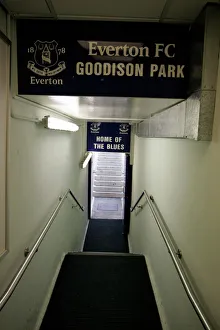 18 78
Everton
Everton FC
GOODISON PARK
HOME OF
THE BLUES